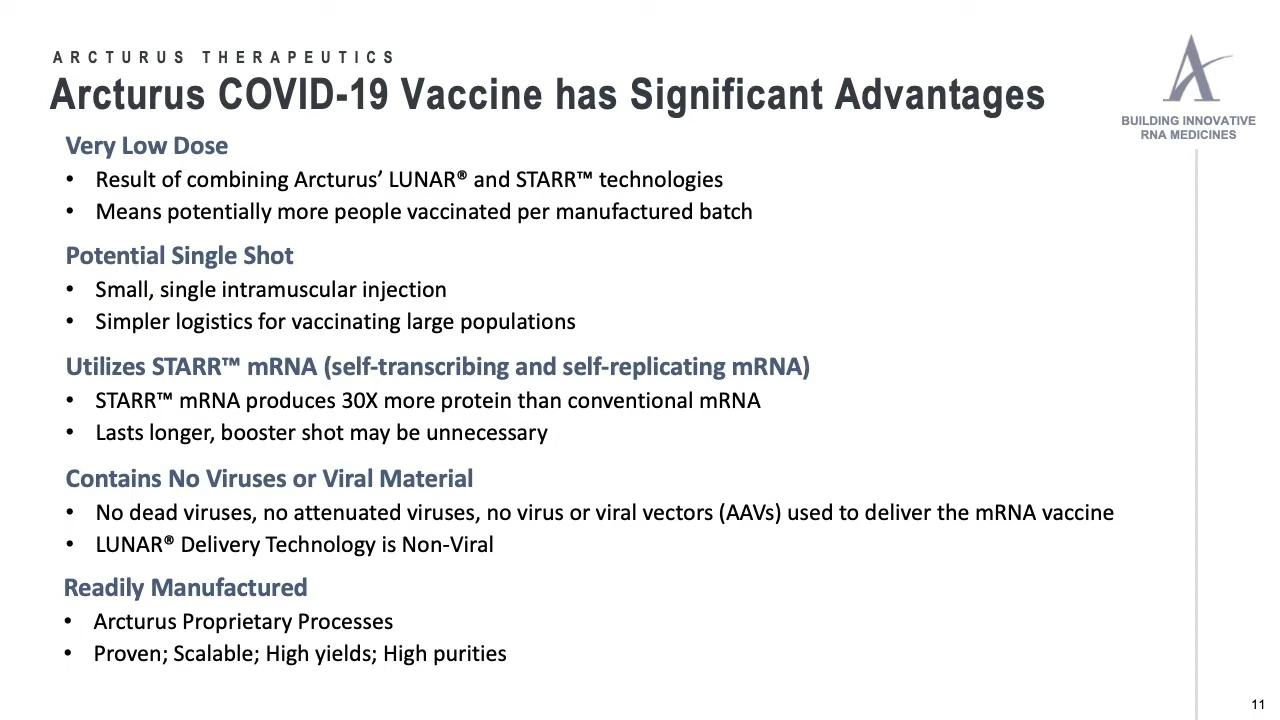 ARCTURUS THERAPEUTICS
Arcturus COVID-19 Vaccine has Significant Advantages
BUILDING INNOVATIVE
RNA MEDICINES
Very Low Dose
• Result of combining Arcturus’ LUNAR® and STARR™ technologies
• Means potentially more people vaccinated per manufactured batch
Potential Single Shot
• Small, single intramuscular injection
• Simpler logistics for vaccinating large populations
Utilizes STARR™ mRNA (self-transcribing and self-replicating mRNA)
• STARR™ mRNA produces 30X more protein than conventional mRNA
• Lasts longer, booster shot may be unnecessary
Contains No Viruses or Viral Material
• No dead viruses, no attenuated viruses, no virus or viral vectors (AAVs) used to deliver the mRNA vaccine
• LUNAR® Delivery Technology is Non-Viral
Readily Manufactured
• Arcturus Proprietary Processes
• Proven; Scalable; High yields; High purities
11